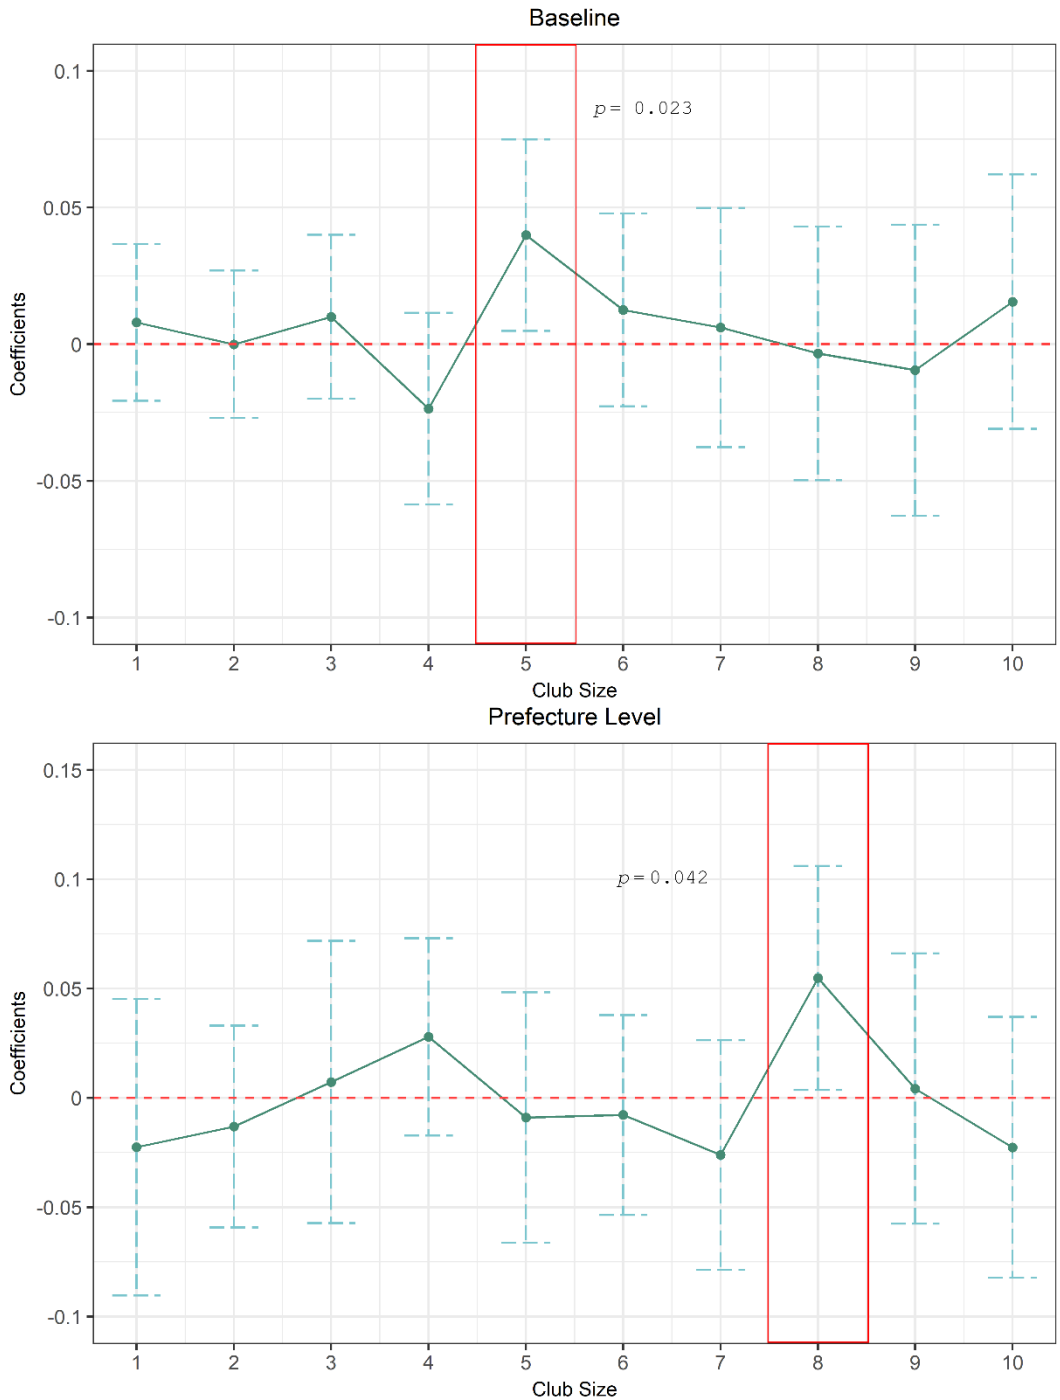 Baseline
0.1
p = 0.023
0.05
Coefficients
0
-0.05
-0.1
1 2 3 4 5 6 7 8 9 10
Club Size
Prefecture Level
0.15
0.1
p = 0.042
0.05
Coefficients
0
-0.05
-0.1
1 2 3 4 5 6 7 8 9 10
Club Size